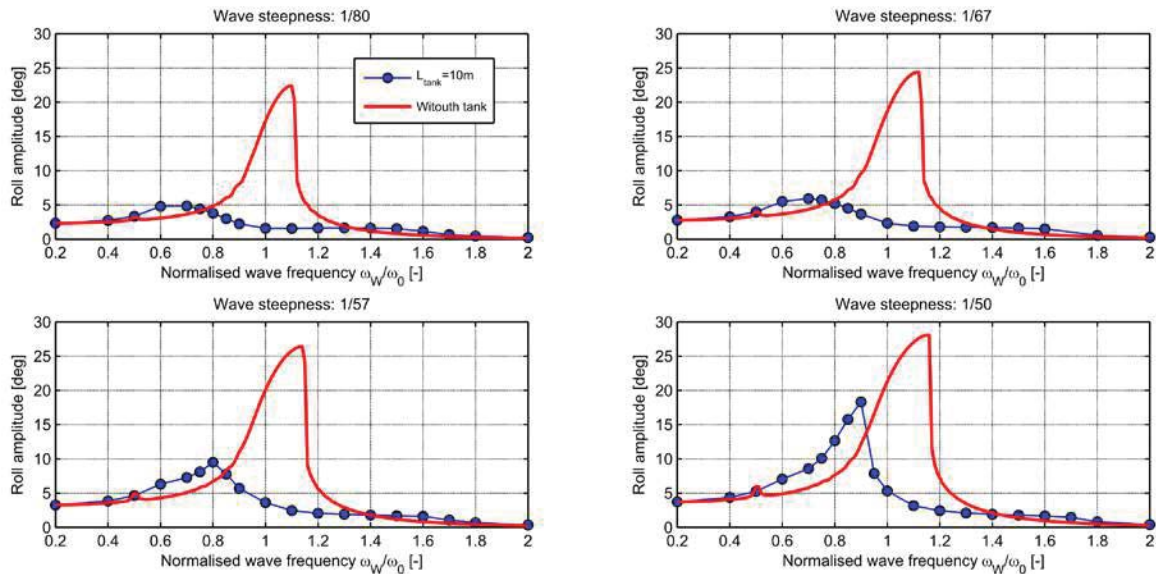 Wave steepness: 1/80
30
25
20
15
10
5
0
Roll amplitude [deg]
L_tank=10m
Witouth tank
0.2 0.4 0.6 0.8 1 1.2 1.4 1.6 1.8 2
Normalised wave frequency ω_W/ω_0 [-]
Wave steepness: 1/67
30
25
20
15
10
5
0
Roll amplitude [deg]
0.2 0.4 0.6 0.8 1 1.2 1.4 1.6 1.8 2
Normalised wave frequency ω_W/ω_0 [-]
Wave steepness: 1/57
30
25
20
15
10
5
0
Roll amplitude [deg]
0.2 0.4 0.6 0.8 1 1.2 1.4 1.6 1.8 2
Normalised wave frequency ω_W/ω_0 [-]
Wave steepness: 1/50
30
25
20
15
10
5
0
Roll amplitude [deg]
0.2 0.4 0.6 0.8 1 1.2 1.4 1.6 1.8 2
Normalised wave frequency ω_W/ω_0 [-]